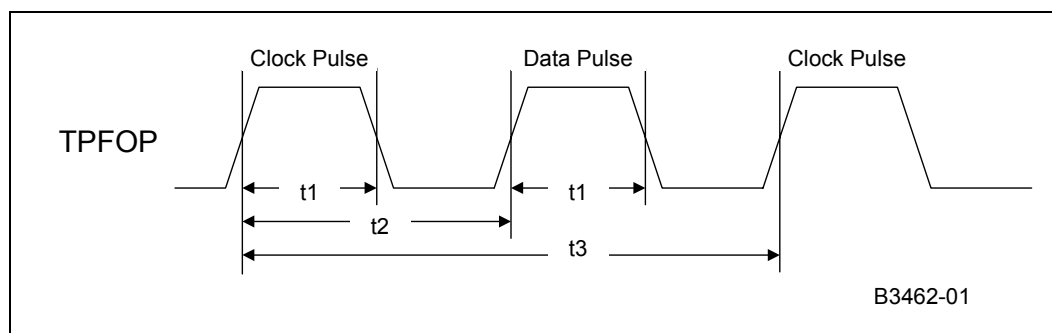 Clock Pulse Data Pulse Clock Pulse
TPFOP
t1 t1
t2
t3
B3462-01